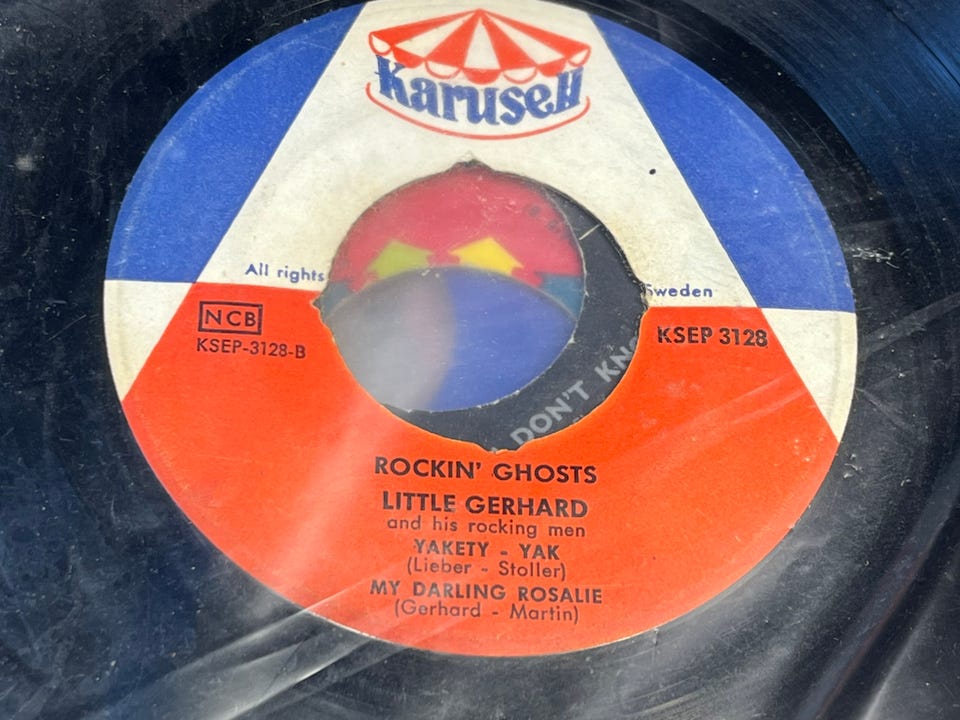 Karusell
All rights
Sweden
NCB
KSEP-3128-B
KSEP 3128
DON'T
ROCKIN' GHOSTS
LITTLE GERHARD
and his rocking men
YAKETY - YAK
(Lieber - Stoller)
MY DARLING ROSALIE
(Gerhard - Martin)